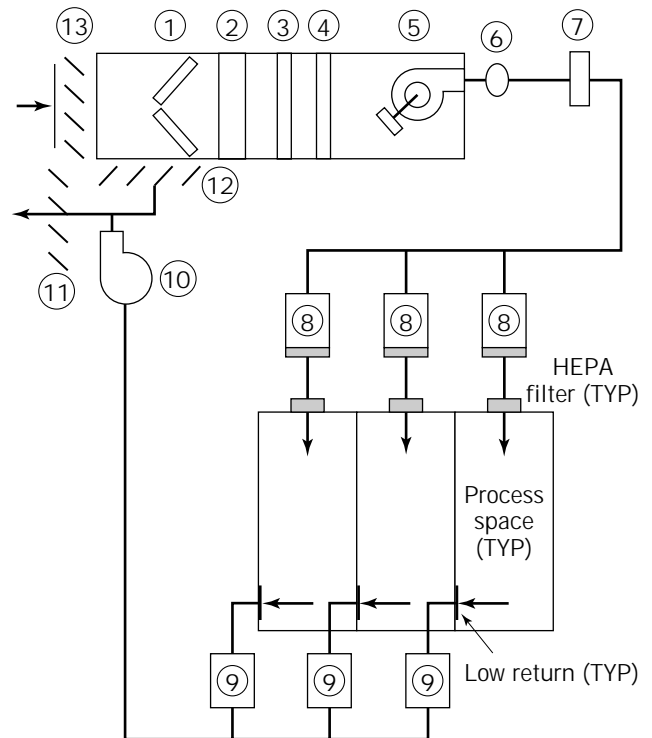 13
1
2
3
4
5
6
7
12
11
10
8
8
8
HEPA
filter (TYP)
Process
space
(TYP)
9
9
9
Low return (TYP)